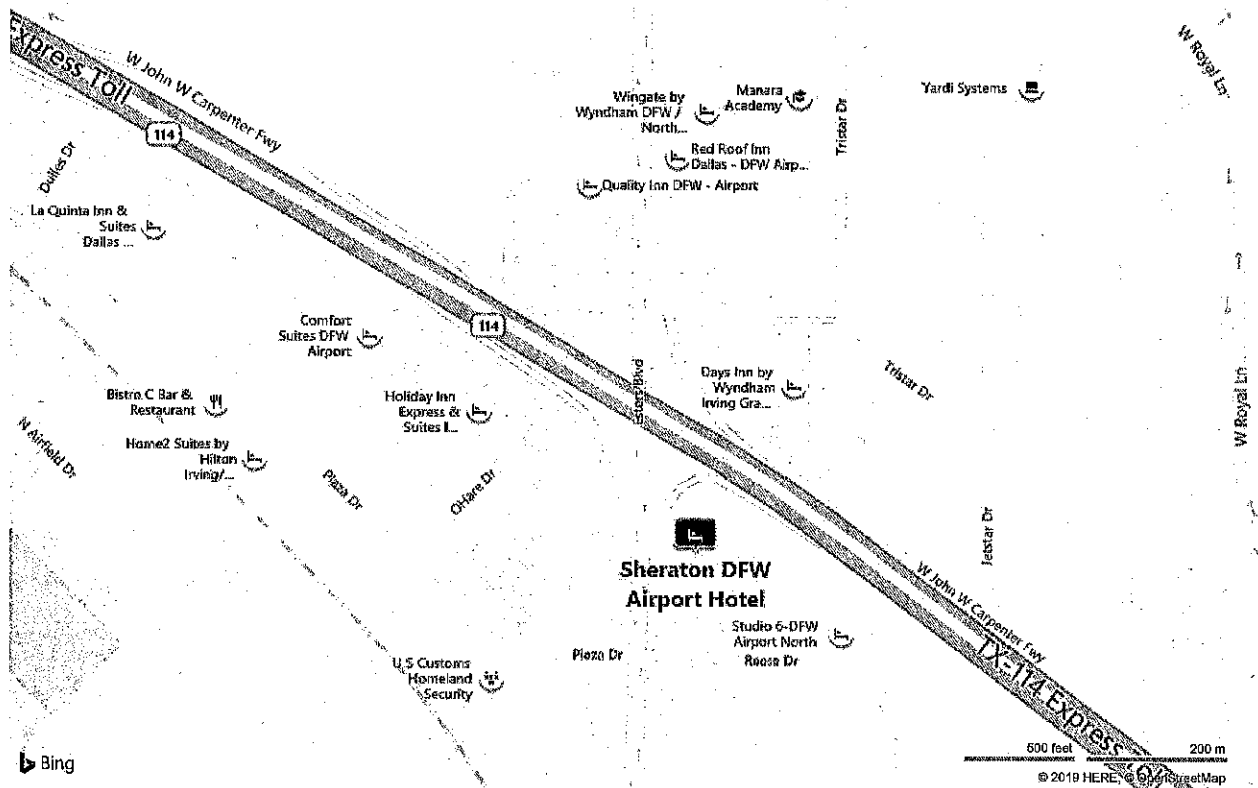 Express Toll
W John W Carpenter Fwy
114
Dulles Dr
La Quinta Inn &
Suites
Dallas ...
Wingate by
Wyndham DFW /
North...
Manara
Academy
Tristar Dr
Yardi Systems
W Royal Ln
Red Roof Inn
Dallas - DFW Airp...
Quality Inn DFW - Airport
Comfort
Suites DFW
Airport
114
Esters Blvd
Days Inn by
Wyndham
Irving Gra...
Tristar Dr
W Royal Ln
Bistro C Bar &
Restaurant
Holiday Inn
Express &
Suites I...
N Airfield Dr
Home2 Suites by
Hilton
Irving/...
Plaza Dr
OHare Dr
Jetstar Dr
Sheraton DFW
Airport Hotel
W John W Carpenter Fwy
Studio 6-DFW
Airport North
Plaza Dr
Reese Dr
U.S Customs
Homeland
Security
TX-114 Express Toll
Bing
500 feet
200 m
© 2019 HERE, © OpenStreetMap